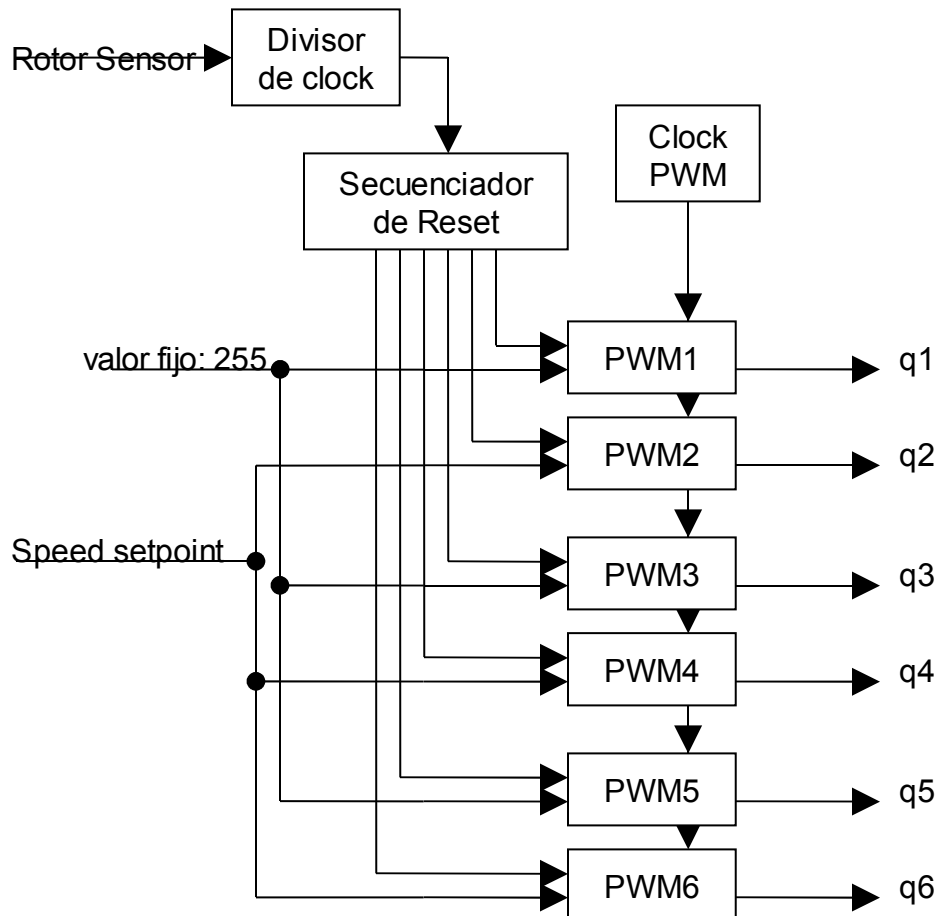 Rotor Sensor
Divisor
de clock
Clock
PWM
Secuenciador
de Reset
valor fijo: 255
PWM1
q1
PWM2
q2
Speed setpoint
PWM3
q3
PWM4
q4
PWM5
q5
PWM6
q6